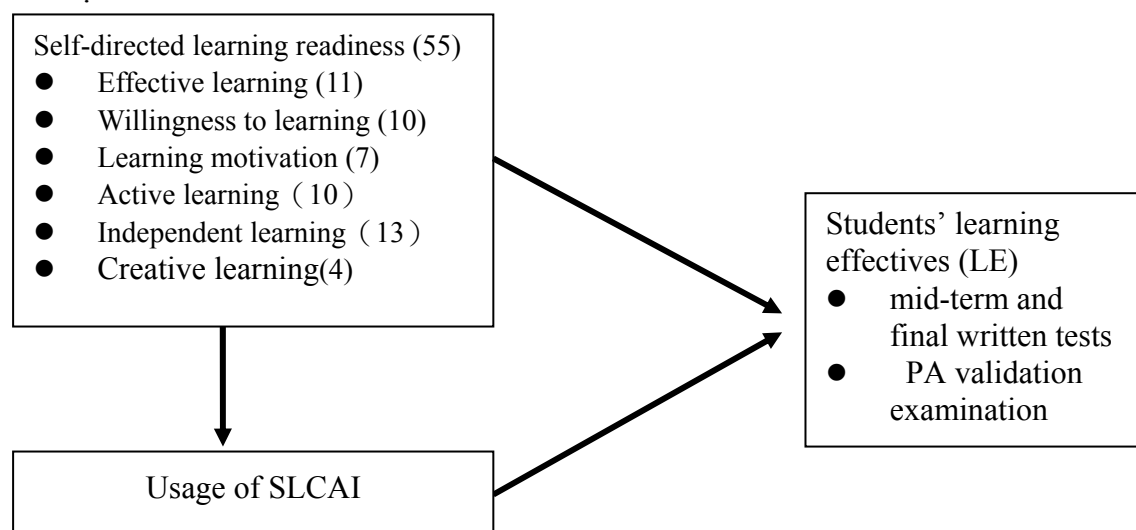 Self-directed learning readiness (55)
● Effective learning (11)
● Willingness to learning (10)
● Learning motivation (7)
● Active learning（10）
● Independent learning（13）
● Creative learning(4)
Students’ learning
effectives (LE)
● mid-term and
final written tests
● PA validation
examination
Usage of SLCAI